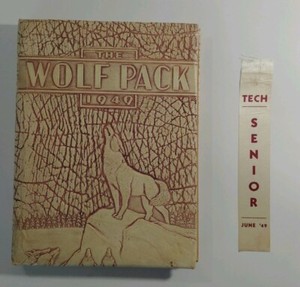 THE
WOLF PACK
1949
TECH
SENIOR
JUNE '49